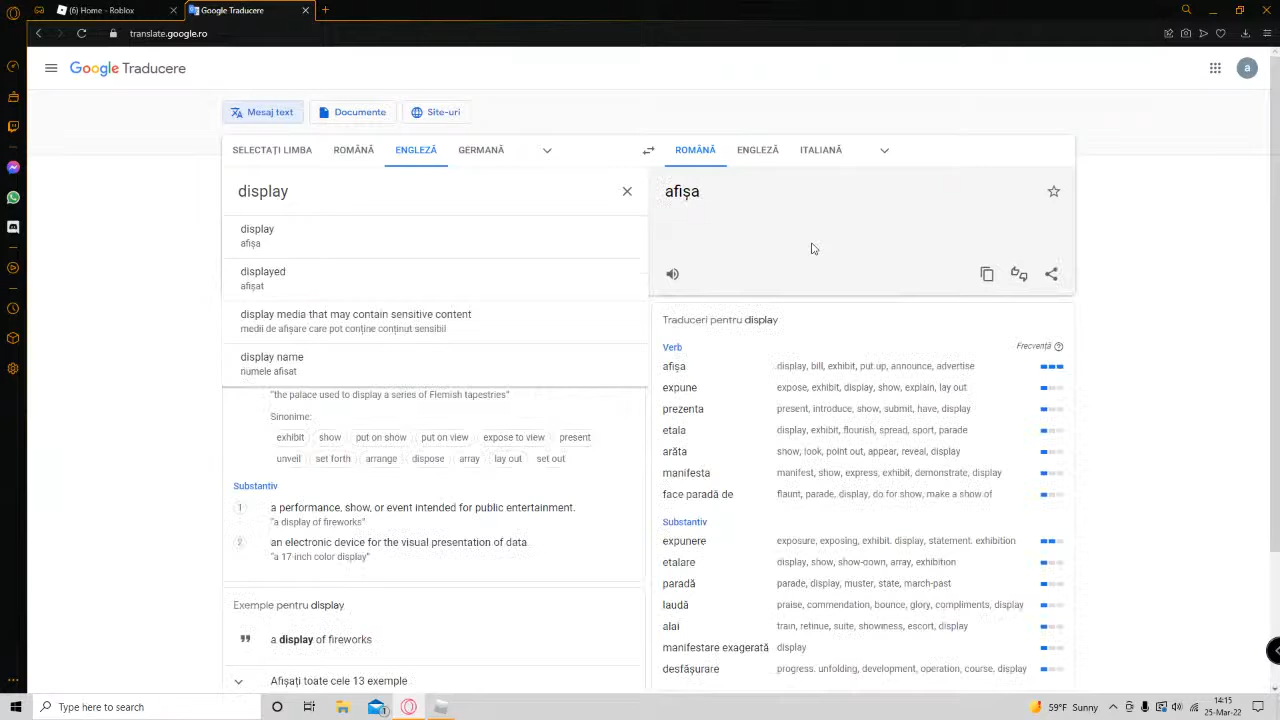 (6) Home - Roblox
Google Translate
translate.google.ro
Google Traducere
a
Mesaj text
Documente
Site-uri
SELECTAȚI LIMBA
ROMÂNĂ
ENGLEZĂ
GERMANĂ
ROMÂNĂ
ENGLEZĂ
ITALIANĂ
display
afișa
display
afișa
displayed
afișat
display media that may contain sensitive content
medii de afișare care pot conține conținut sensibil
display name
numele afisat
"the palace used to display a series of Flemish tapestries"
Sinonime:
exhibit show put on show put on view expose to view present
unveil set forth arrange dispose array lay out set out
Substantiv
1 a performance, show, or event intended for public entertainment.
"a display of fireworks"
2 an electronic device for the visual presentation of data
"a 17 inch color display"
Exemple pentru display
a display of fireworks
Afișați toate cele 13 exemple
Traduceri pentru display
Verb Frecvență
afișa display, bill, exhibit, put up, announce, advertise
expune expose, exhibit, display, show, explain, lay out
prezenta present, introduce, show, submit, have, display
etala display, exhibit, flourish, spread, sport, parade
arăta show, look, point out, appear, reveal, display
manifesta manifest, show, express, exhibit, demonstrate, display
face paradă de flaunt, parade, display, do for show, make a show of
Substantiv
expunere exposure, exposing, exhibit, display, statement, exhibition
etalare display, show, show-down, array, exhibition
paradă parade, display, muster, state, march-past
laudă praise, commendation, bounce, glory, compliments, display
alai train, retinue, suite, showiness, escort, display
manifestare exagerată display
desfășurare progress, unfolding, development, operation, course, display
Type here to search
1
59°F Sunny
14:15
25-Mar-22